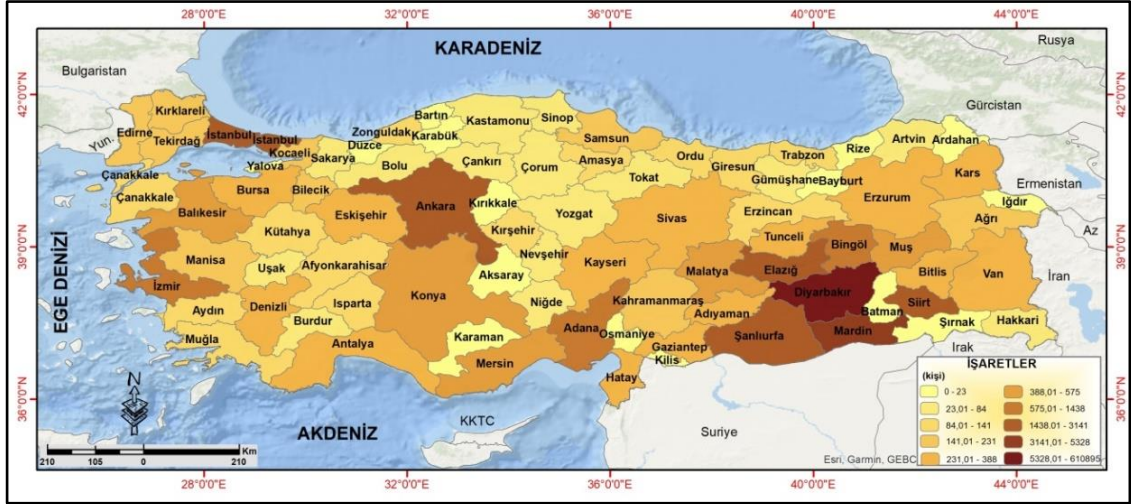 28°0'0"E 32°0'0"E 36°0'0"E 40°0'0"E 44°0'0"E
KARADENİZ
Rusya
Bulgaristan
42°0'0"N
42°0'0"N
Gürcistan
Kırklareli
Edirne
Tekirdağ
İstanbul
İstanbul
Kocaeli
Yun.
Yalova
Sakarya
Düzce
Zonguldak
Bartın
Karabük
Kastamonu
Sinop
Samsun
Bolu
Çankırı
Çorum
Amasya
Ordu
Giresun
Trabzon
Rize
Artvin
Ardahan
Çanakkale
Çanakkale
Bursa
Bilecik
Tokat
Gümüşhane
Bayburt
Kars
Ermenistan
Balıkesir
Eskişehir
Ankara
Kırıkkale
Yozgat
Sivas
Erzincan
Erzurum
Iğdır
Ağrı
Az
Kütahya
Kırşehir
39°0'0"N
39°0'0"N
Tunceli
Bingöl
Muş
Manisa
Uşak
Afyonkarahisar
Nevşehir
Kayseri
Malatya
Elazığ
Bitlis
Van
İran
EGE DENİZİ
İzmir
Aksaray
Diyarbakır
Batman
Siirt
Aydın
Denizli
Isparta
Konya
Niğde
Kahramanmaraş
Adıyaman
Burdur
Şırnak
Hakkari
Muğla
Antalya
Karaman
Adana
Osmaniye
Gaziantep
Şanlıurfa
Mardin
Mersin
Kilis
Irak
Hatay
36°0'0"N
36°0'0"N
N
KKTC
Suriye
AKDENİZ
Km
210 105 0 210
İŞARETLER
(kişi)
0 - 23
23,01 - 84
84,01 - 141
141,01 - 231
231,01 - 388
388,01 - 575
575,01 - 1438
1438,01 - 3141
3141,01 - 5328
5328,01 - 610895
Esri, Garmin, GEBC
28°0'0"E 32°0'0"E 36°0'0"E 40°0'0"E 44°0'0"E